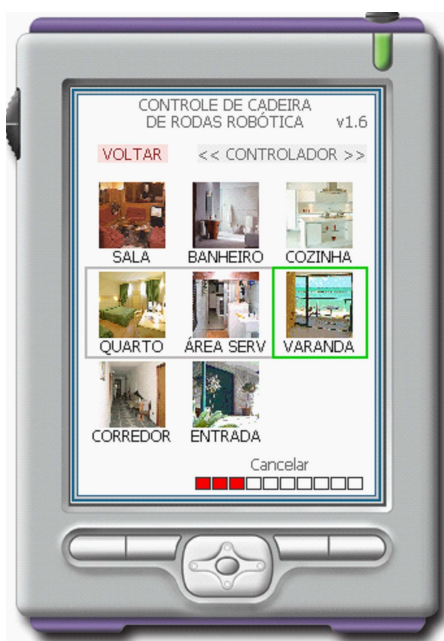 CONTROLE DE CADEIRA
DE RODAS ROBÓTICA v1.6
VOLTAR << CONTROLADOR >>
SALA BANHEIRO COZINHA
QUARTO ÁREA SERV VARANDA
CORREDOR ENTRADA
Cancelar